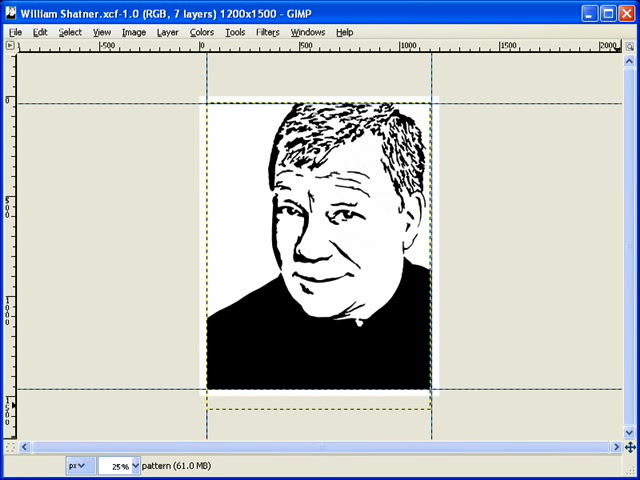 William Shatner.xcf-1.0 (RGB, 7 layers) 1200x1500 - GIMP
File Edit Select View Image Layer Colors Tools Filters Windows Help
-500 0 500 1000 1500 2000
0
500
1000
1500
px 25% pattern (61.0 MB)